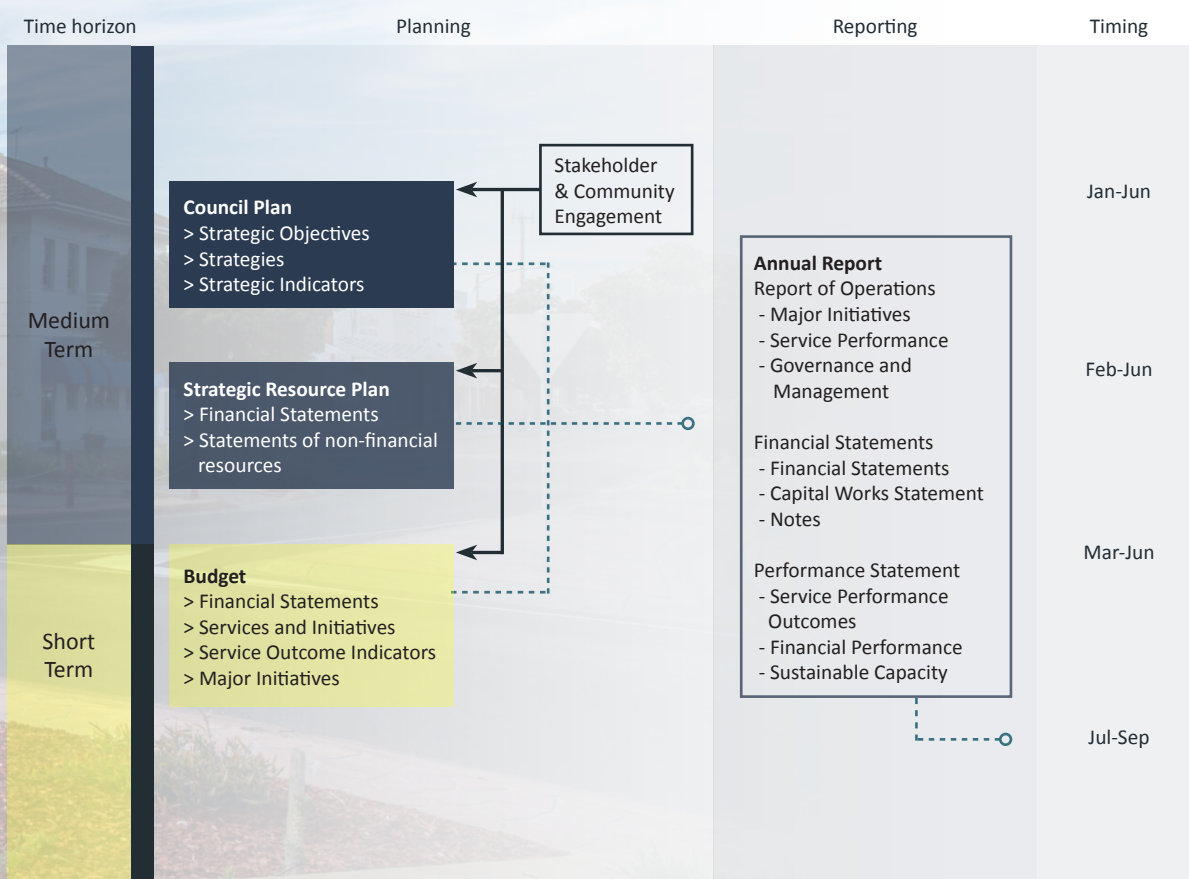 Time horizon
Planning
Reporting
Timing
Medium
Term
Short
Term
Council Plan
> Strategic Objectives
> Strategies
> Strategic Indicators
Strategic Resource Plan
> Financial Statements
> Statements of non-financial
resources
Budget
> Financial Statements
> Services and Initiatives
> Service Outcome Indicators
> Major Initiatives
Stakeholder
& Community
Engagement
Annual Report
Report of Operations
- Major Initiatives
- Service Performance
- Governance and
Management
Financial Statements
- Financial Statements
- Capital Works Statement
- Notes
Performance Statement
- Service Performance
Outcomes
- Financial Performance
- Sustainable Capacity
Jan-Jun
Feb-Jun
Mar-Jun
Jul-Sep